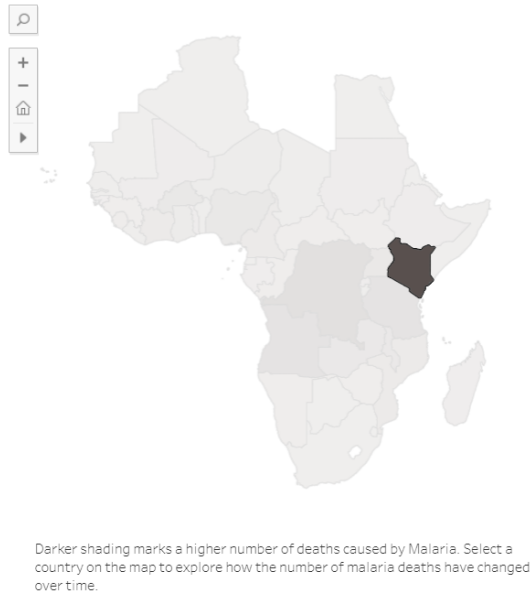 Darker shading marks a higher number of deaths caused by Malaria. Select a
country on the map to explore how the number of malaria deaths have changed
over time.